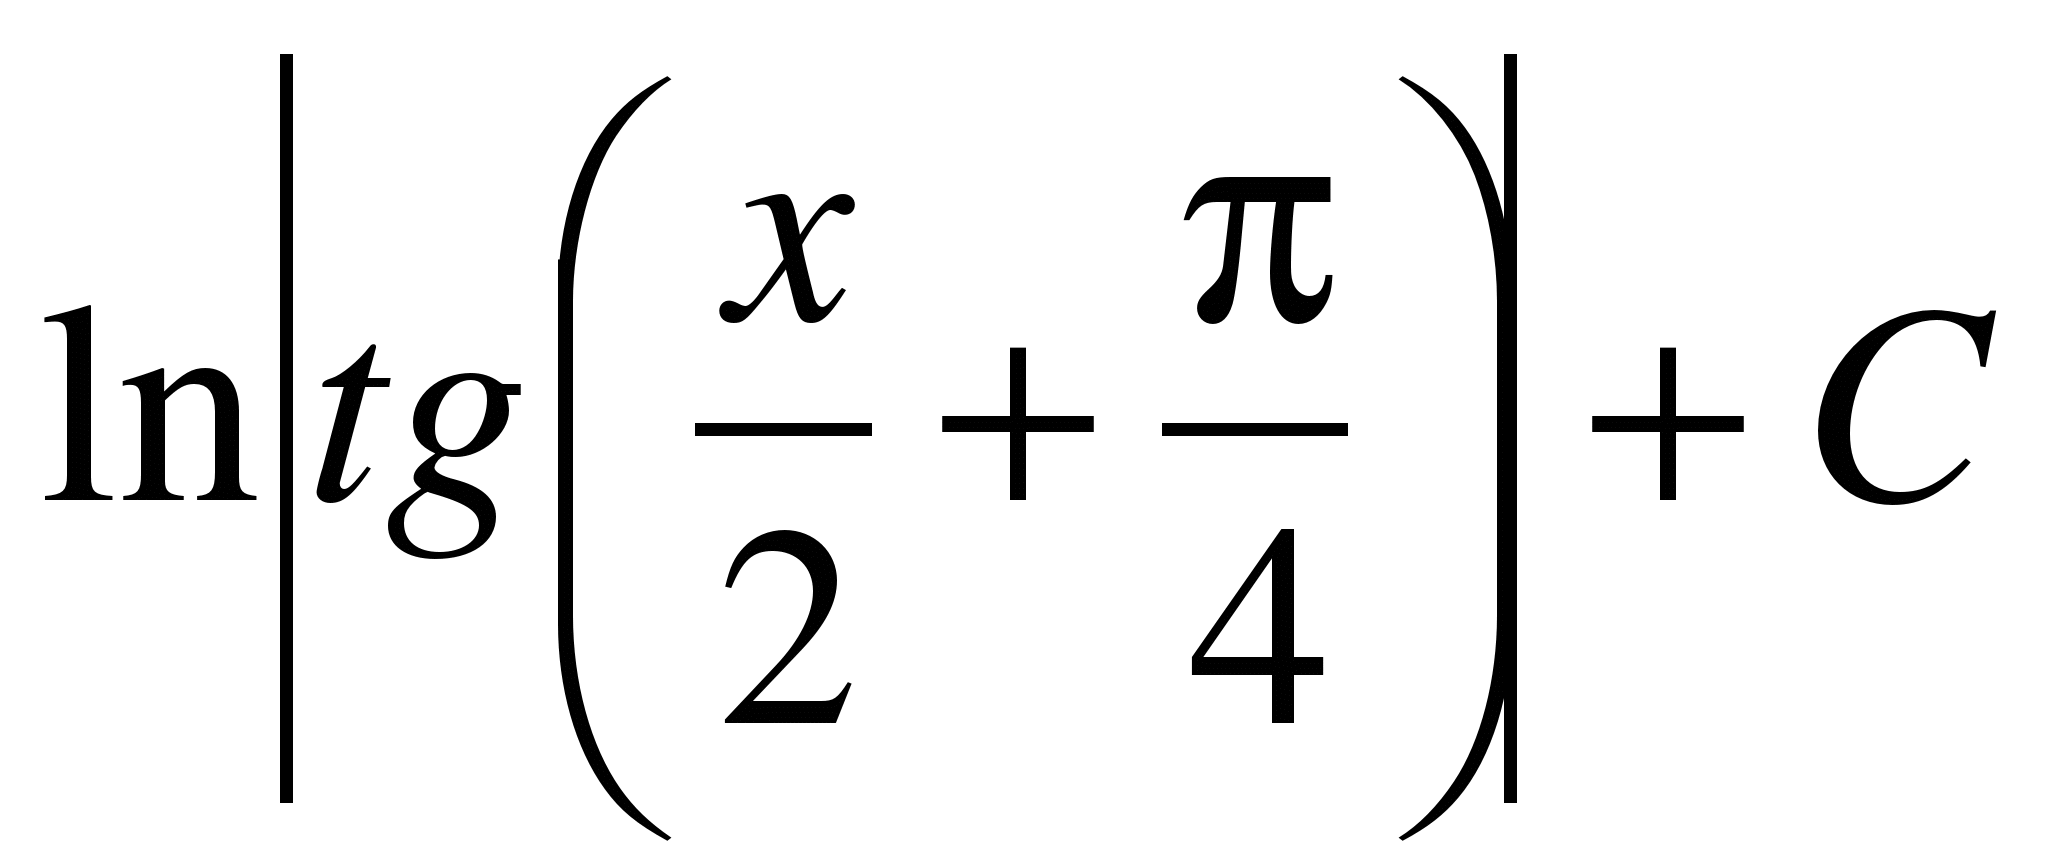 ln|tg(x/2 + π/4)| + C